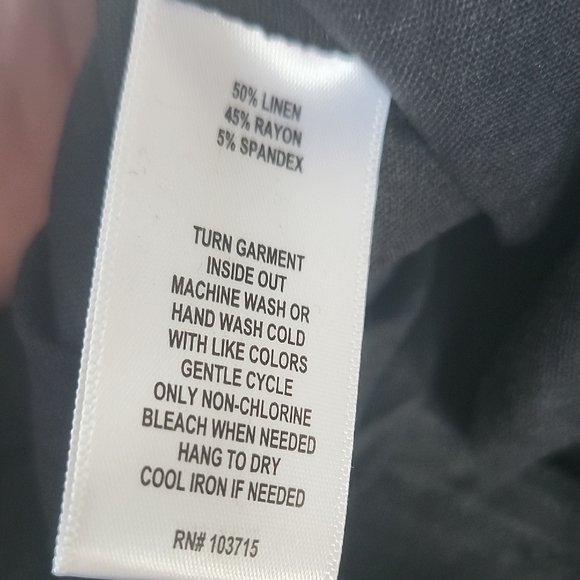 50% LINEN
45% RAYON
5% SPANDEX
TURN GARMENT
INSIDE OUT
MACHINE WASH OR
HAND WASH COLD
WITH LIKE COLORS
GENTLE CYCLE
ONLY NON-CHLORINE
BLEACH WHEN NEEDED
HANG TO DRY
COOL IRON IF NEEDED
RN# 103715